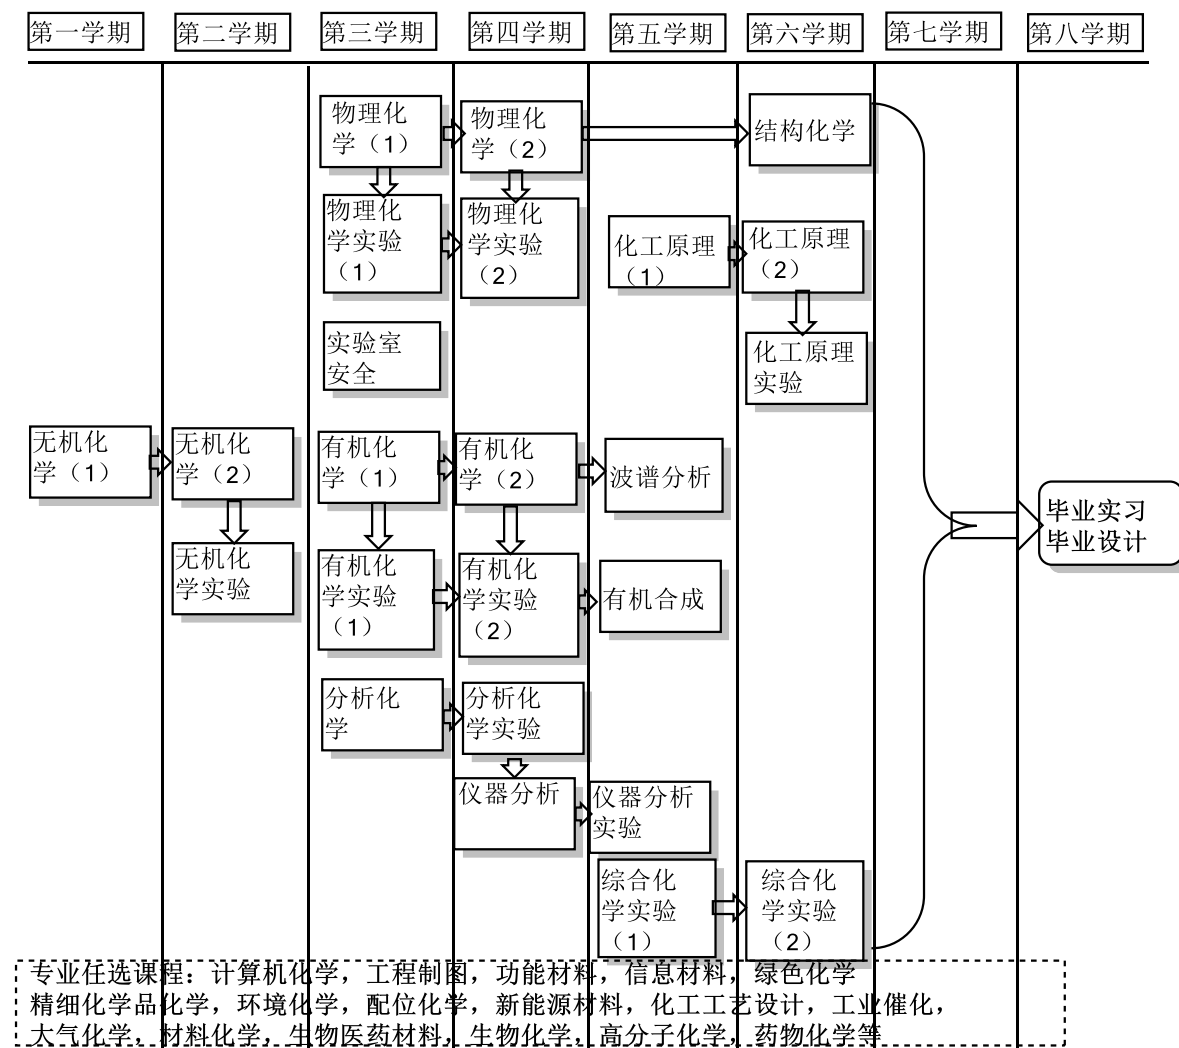 第一学期
第二学期
第三学期
第四学期
第五学期
第六学期
第七学期
第八学期
物理化
学（1）
物理化
学（2）
结构化学
物理化
学实验
（1）
物理化
学实验
（2）
化工原理
（1）
化工原理
（2）
实验室
安全
化工原理
实验
无机化
学（1）
无机化
学（2）
有机化
学（1）
有机化
学（2）
波谱分析
毕业实习
毕业设计
无机化
学实验
有机化
学实验
（1）
有机化
学实验
（2）
有机合成
分析化
学
分析化
学实验
仪器分析
仪器分析
实验
综合化
学实验
（1）
综合化
学实验
（2）
专业任选课程：计算机化学，工程制图，功能材料，信息材料，绿色化学
精细化学品化学，环境化学，配位化学，新能源材料，化工工艺设计，工业催化，
大气化学，材料化学，生物医药材料，生物化学，高分子化学，药物化学等